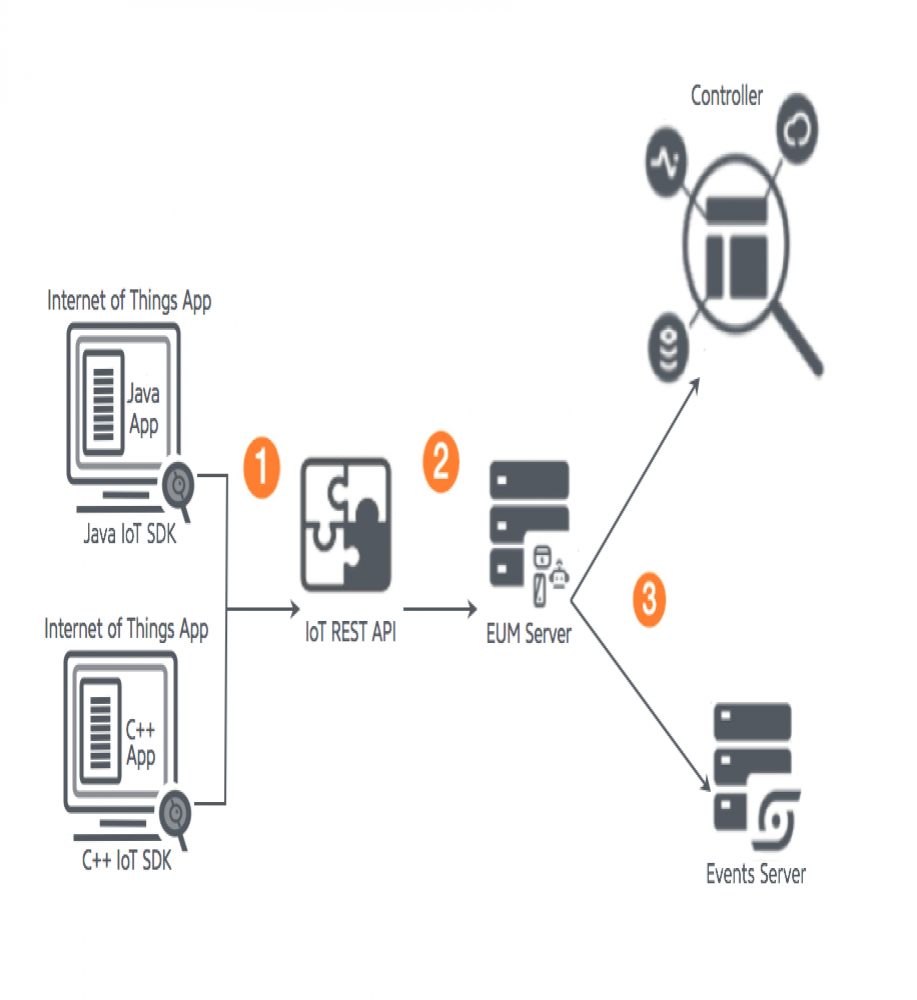 Controller
Internet of Things App
Java
App
Java IoT SDK
1
2
IoT REST API
EUM Server
3
Internet of Things App
C++
App
C++ IoT SDK
Events Server